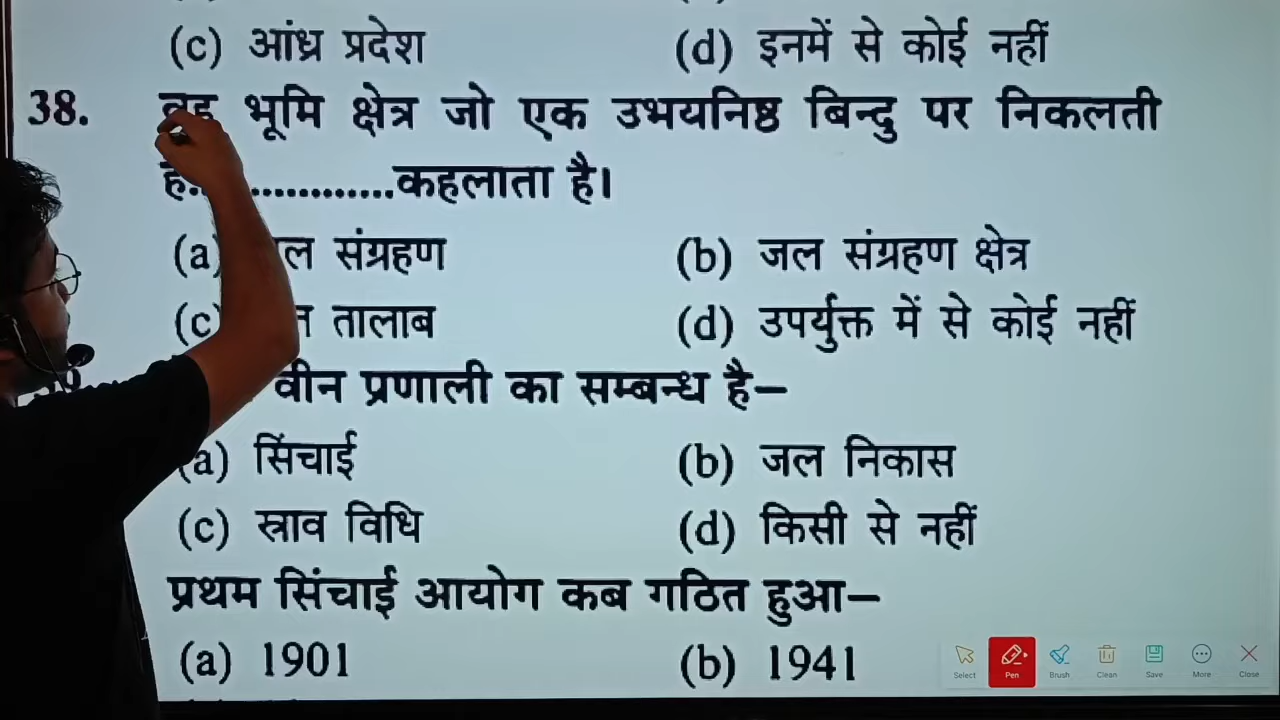 (c) आंध्र प्रदेश (d) इनमें से कोई नहीं
38. वह भूमि क्षेत्र जो एक उभयनिष्ठ बिन्दु पर निकलती
है...............कहलाता है।
संग्रहण (b) जल संग्रहण क्षेत्र
(c) तालाब (d) उपर्युक्त में से कोई नहीं
प्रणाली का सम्बन्ध है–
(a) सिंचाई (b) जल निकास
(c) स्राव विधि (d) किसी से नहीं
प्रथम सिंचाई आयोग कब गठित हुआ–
(a) 1901 (b) 1941
Select Pen Brush Clean Save More Close